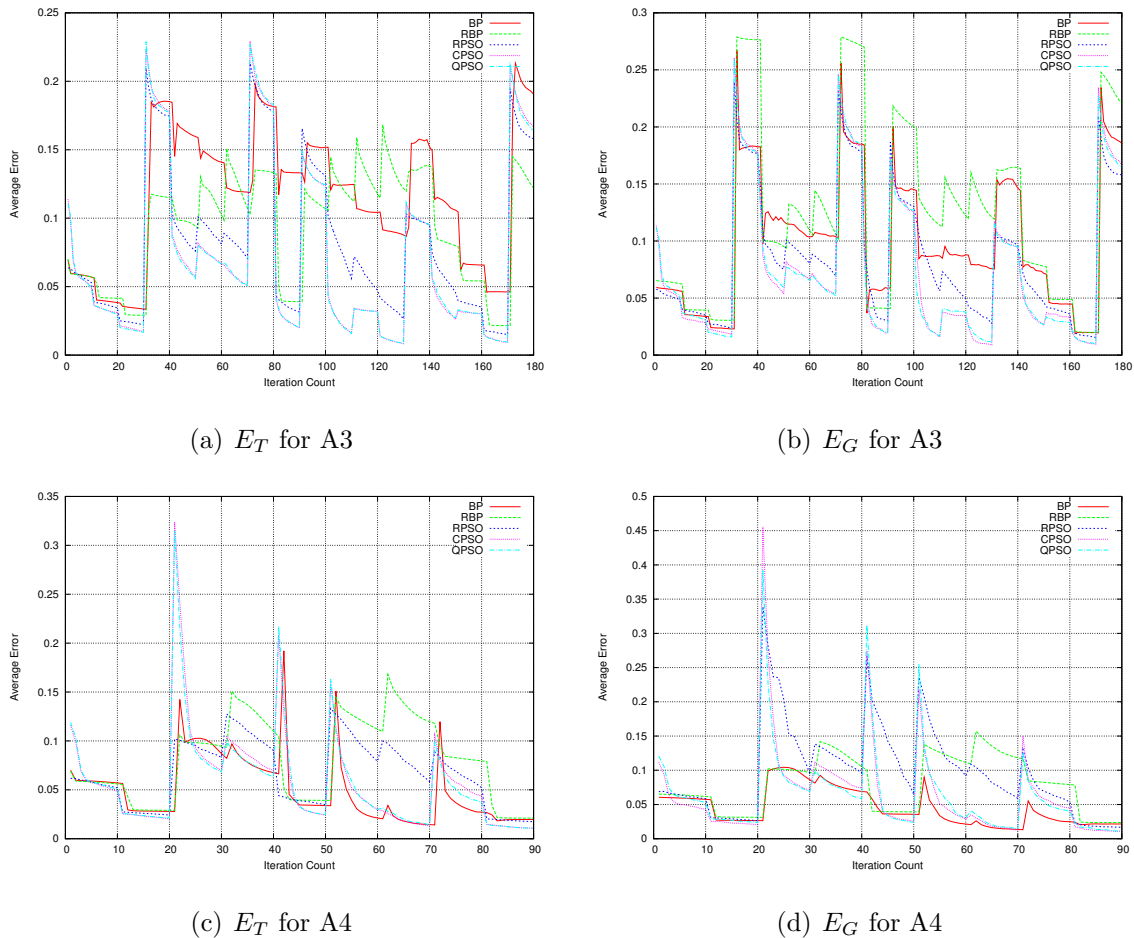 0.3
0.25
0.2
0.15
0.1
0.05
0
0 20 40 60 80 100 120 140 160 180
Average Error
Iteration Count
BP
RBP
RPSO
CPSO
QPSO
(a) E_T for A3
0.3
0.25
0.2
0.15
0.1
0.05
0
0 20 40 60 80 100 120 140 160 180
Average Error
Iteration Count
BP
RBP
RPSO
CPSO
QPSO
(b) E_G for A3
0.35
0.3
0.25
0.2
0.15
0.1
0.05
0
0 10 20 30 40 50 60 70 80 90
Average Error
Iteration Count
BP
RBP
RPSO
CPSO
QPSO
(c) E_T for A4
0.5
0.45
0.4
0.35
0.3
0.25
0.2
0.15
0.1
0.05
0
0 10 20 30 40 50 60 70 80 90
Average Error
Iteration Count
BP
RBP
RPSO
CPSO
QPSO
(d) E_G for A4